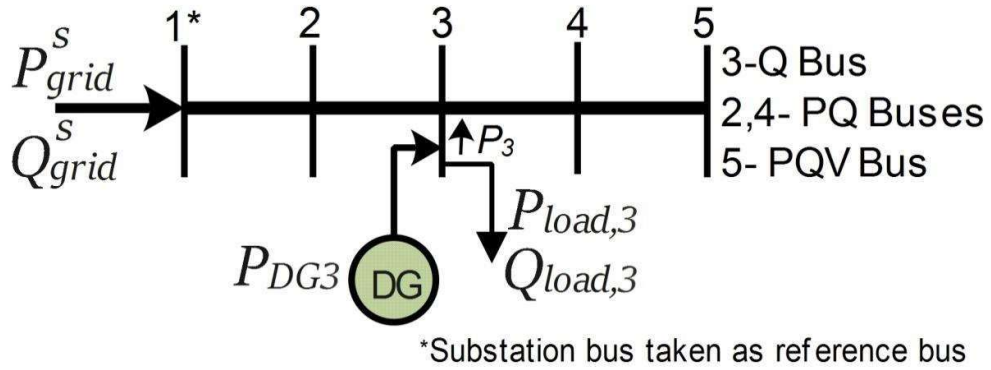 1* 2 3 4 5
P^s_grid
Q^s_grid
3-Q Bus
2,4- PQ Buses
5- PQV Bus
P_3
P_load,3
Q_load,3
P_DG3
DG
*Substation bus taken as reference bus